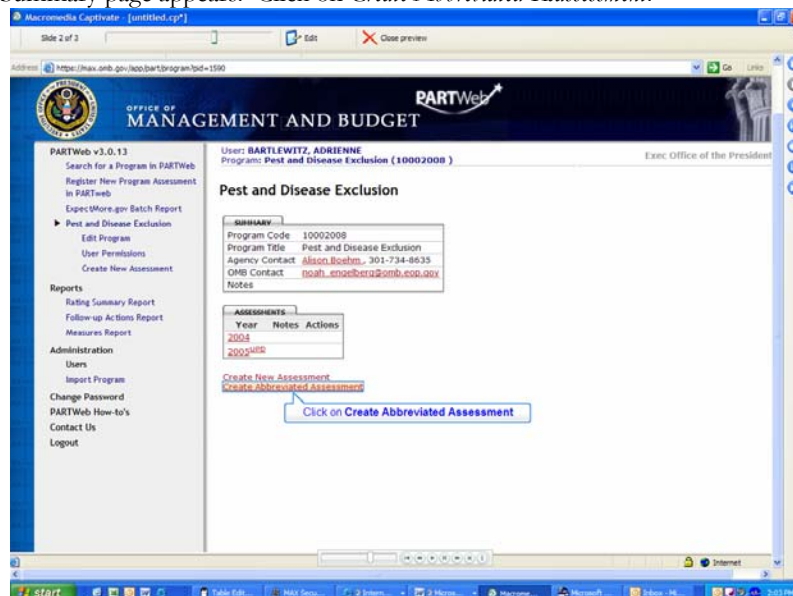 Summary page appears. Click on Create Abbreviated Assessment.
Macromedia Captivate - [untitled.cp*]
Slide 2 of 3
Edit
Close preview
Address
https://max.omb.gov/app/part/program?pid=1590
Go
Links
OFFICE OF
MANAGEMENT AND BUDGET
PARTWeb
PARTWeb v3.0.13
Search for a Program in PARTWeb
Register New Program Assessment
in PARTweb
ExpectMore.gov Batch Report
Pest and Disease Exclusion
Edit Program
User Permissions
Create New Assessment
Reports
Rating Summary Report
Follow-up Actions Report
Measures Report
Administration
Users
Import Program
Change Password
PARTWeb How-to's
Contact Us
Logout
User: BARTLEWITZ, ADRIENNE
Program: Pest and Disease Exclusion (10002008 )
Exec Office of the President
Pest and Disease Exclusion
SUMMARY
Program Code 10002008
Program Title Pest and Disease Exclusion
Agency Contact Alison Boehm , 301-734-8635
OMB Contact noah_engelberg@omb.eop.gov
Notes
ASSESSMENTS
Year Notes Actions
2004
2005UPD
Create New Assessment
Create Abbreviated Assessment
Click on Create Abbreviated Assessment
Internet
start
Table Edit...
MAX Secu...
2 Intern...
2 Micros...
Macrome...
Microsoft ...
Inbox - M...
2:03 PM